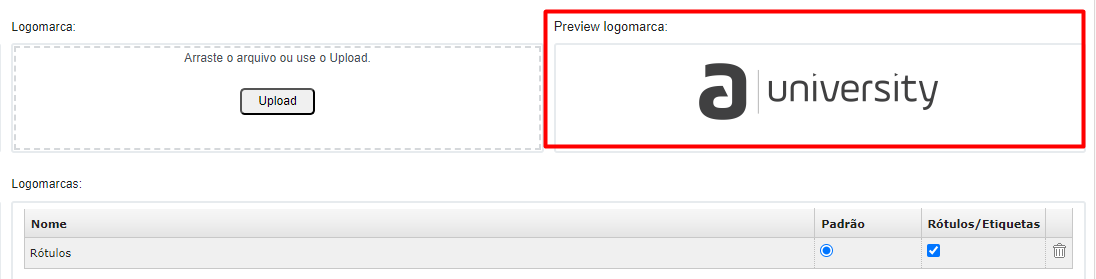 Logomarca:
Preview logomarca:
Arraste o arquivo ou use o Upload.
Upload
a university
Logomarcas:
Nome Padrão Rótulos/Etiquetas
Rótulos